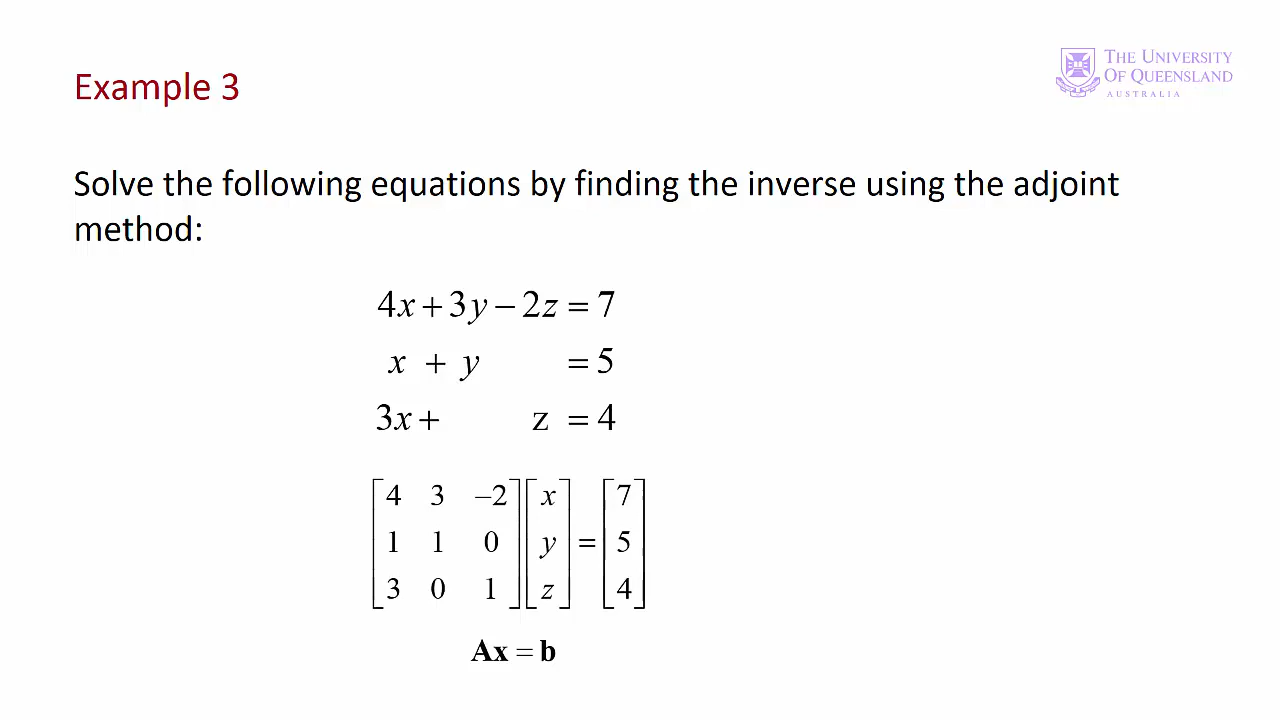 Example 3
THE UNIVERSITY
OF QUEENSLAND
AUSTRALIA
Solve the following equations by finding the inverse using the adjoint
method:
4x + 3y − 2z = 7
x + y = 5
3x + z = 4
[4 3 −2] [x] [7]
[1 1 0] [y] = [5]
[3 0 1] [z] [4]
Ax = b